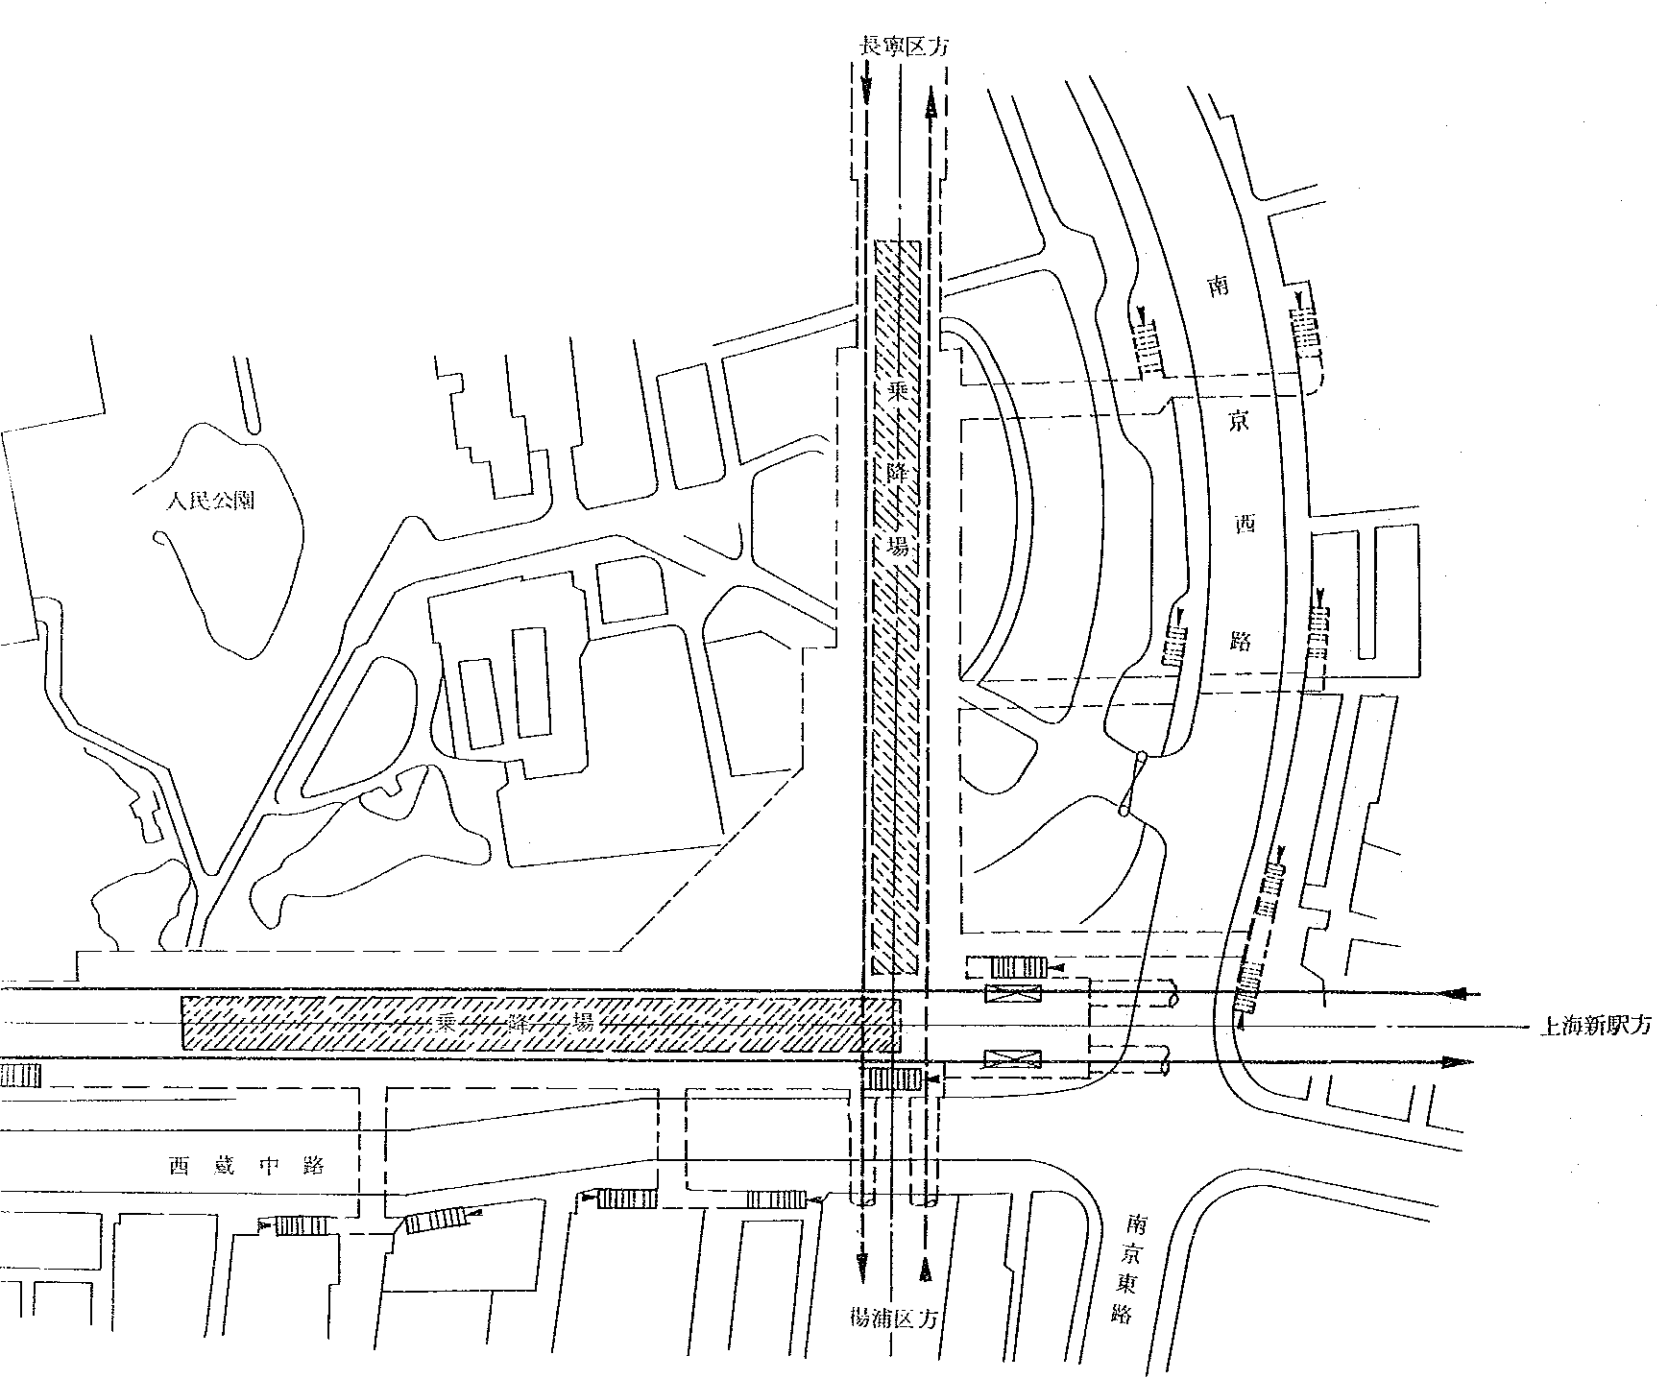 長寧区方
南京西路
乗降場
人民公園
乗降場
上海新駅方
西蔵中路
南京東路
楊浦区方